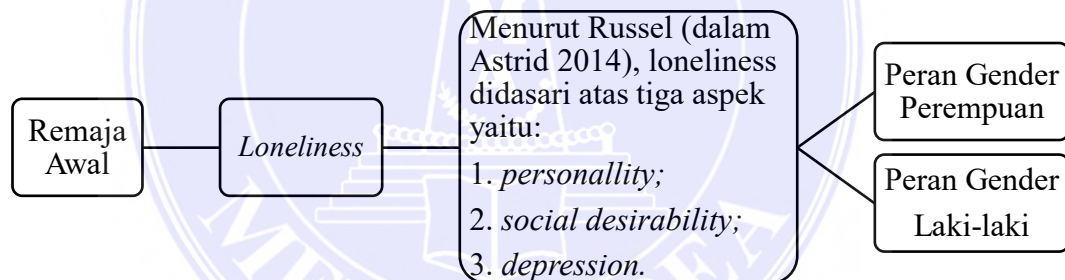 Remaja
Awal
Loneliness
Menurut Russel (dalam
Astrid 2014), loneliness
didasari atas tiga aspek
yaitu:
1. personallity;
2. social desirability;
3. depression.
Peran Gender
Perempuan
Peran Gender
Laki-laki